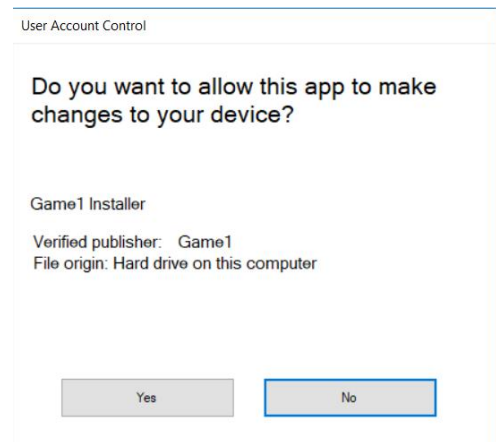 User Account Control
Do you want to allow this app to make
changes to your device?
Game1 Installer
Verified publisher: Game1
File origin: Hard drive on this computer
Yes No